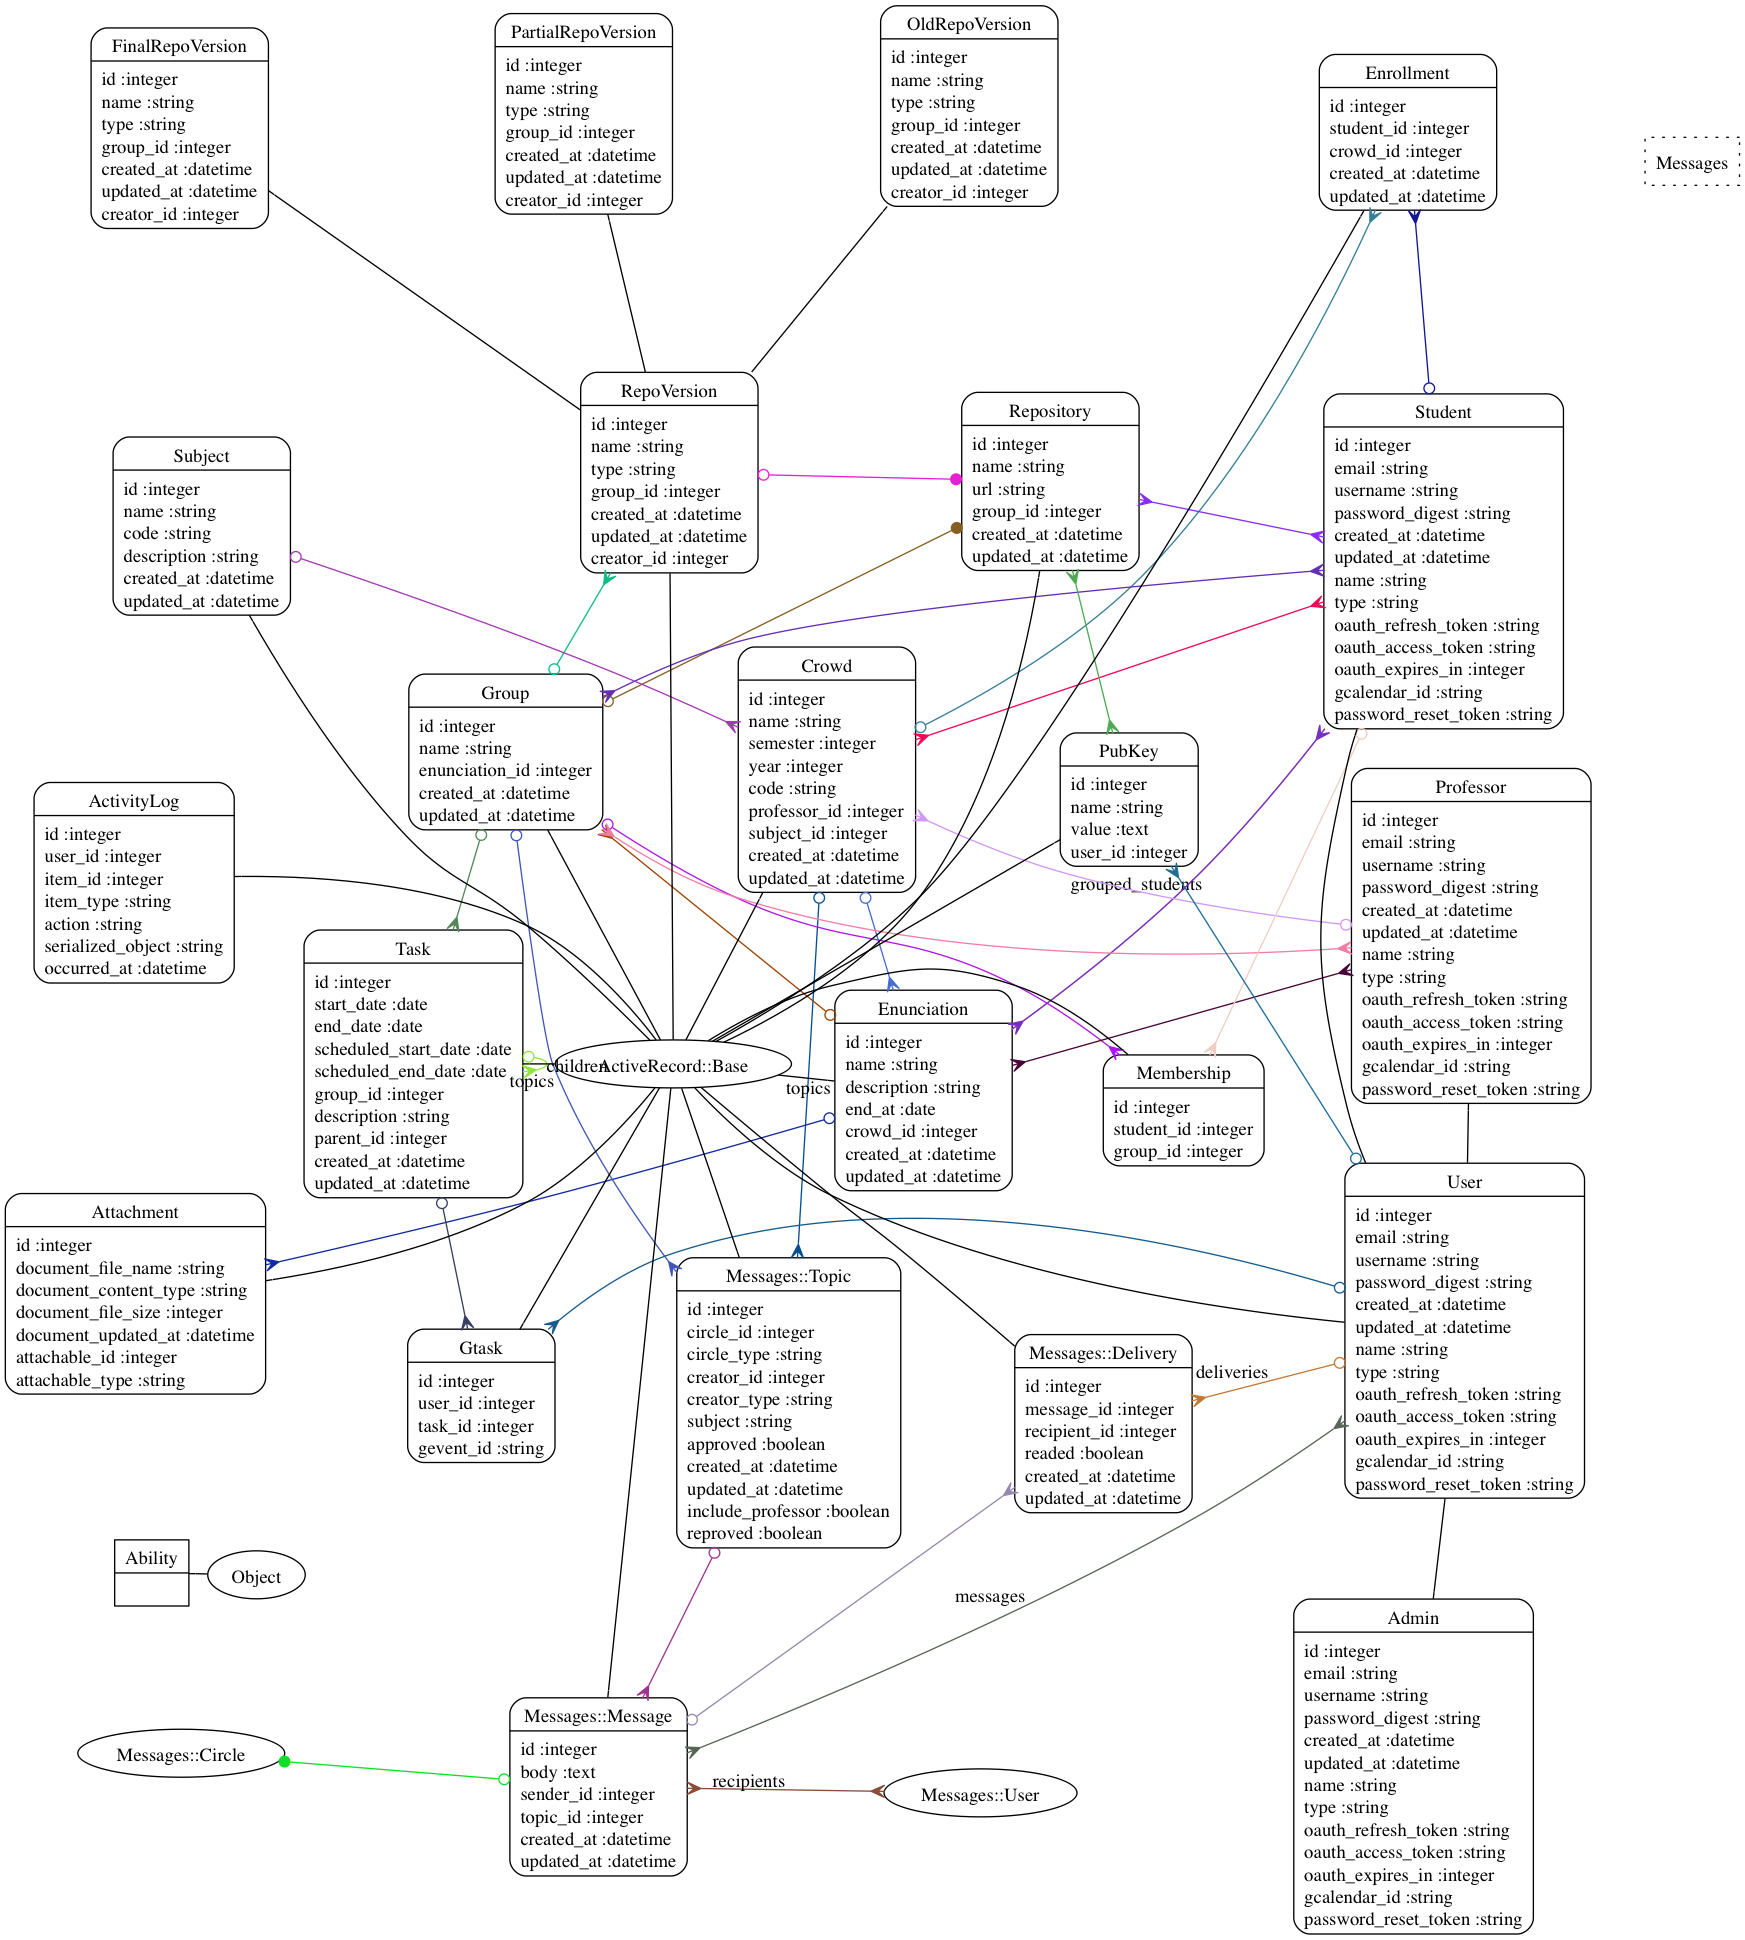 FinalRepoVersion
id :integer
name :string
type :string
group_id :integer
created_at :datetime
updated_at :datetime
creator_id :integer
PartialRepoVersion
id :integer
name :string
type :string
group_id :integer
created_at :datetime
updated_at :datetime
creator_id :integer
OldRepoVersion
id :integer
name :string
type :string
group_id :integer
created_at :datetime
updated_at :datetime
creator_id :integer
Enrollment
id :integer
student_id :integer
crowd_id :integer
created_at :datetime
updated_at :datetime
Messages
RepoVersion
id :integer
name :string
type :string
group_id :integer
created_at :datetime
updated_at :datetime
creator_id :integer
Repository
id :integer
name :string
url :string
group_id :integer
created_at :datetime
updated_at :datetime
Student
id :integer
email :string
username :string
password_digest :string
created_at :datetime
updated_at :datetime
name :string
type :string
oauth_refresh_token :string
oauth_access_token :string
oauth_expires_in :integer
gcalendar_id :string
password_reset_token :string
Subject
id :integer
name :string
code :string
description :string
created_at :datetime
updated_at :datetime
Group
id :integer
name :string
enunciation_id :integer
created_at :datetime
updated_at :datetime
Crowd
id :integer
name :string
semester :integer
year :integer
code :string
professor_id :integer
subject_id :integer
created_at :datetime
updated_at :datetime
PubKey
id :integer
name :string
value :text
user_id :integer
grouped_students
Professor
id :integer
email :string
username :string
password_digest :string
created_at :datetime
updated_at :datetime
name :string
type :string
oauth_refresh_token :string
oauth_access_token :string
oauth_expires_in :integer
gcalendar_id :string
password_reset_token :string
ActivityLog
id :integer
user_id :integer
item_id :integer
item_type :string
action :string
serialized_object :string
occurred_at :datetime
Task
id :integer
start_date :date
end_date :date
scheduled_start_date :date
scheduled_end_date :date
group_id :integer
description :string
parent_id :integer
created_at :datetime
updated_at :datetime
children
topics
ActiveRecord::Base
topics
Enunciation
id :integer
name :string
description :string
end_at :date
crowd_id :integer
created_at :datetime
updated_at :datetime
Membership
id :integer
student_id :integer
group_id :integer
User
id :integer
email :string
username :string
password_digest :string
created_at :datetime
updated_at :datetime
name :string
type :string
oauth_refresh_token :string
oauth_access_token :string
oauth_expires_in :integer
gcalendar_id :string
password_reset_token :string
Attachment
id :integer
document_file_name :string
document_content_type :string
document_file_size :integer
document_updated_at :datetime
attachable_id :integer
attachable_type :string
Gtask
id :integer
user_id :integer
task_id :integer
gevent_id :string
Messages::Topic
id :integer
circle_id :integer
circle_type :string
creator_id :integer
creator_type :string
subject :string
approved :boolean
created_at :datetime
updated_at :datetime
include_professor :boolean
reproved :boolean
Messages::Delivery
id :integer
message_id :integer
recipient_id :integer
readed :boolean
created_at :datetime
updated_at :datetime
deliveries
Ability
Object
messages
Admin
id :integer
email :string
username :string
password_digest :string
created_at :datetime
updated_at :datetime
name :string
type :string
oauth_refresh_token :string
oauth_access_token :string
oauth_expires_in :integer
gcalendar_id :string
password_reset_token :string
Messages::Circle
Messages::Message
id :integer
body :text
sender_id :integer
topic_id :integer
created_at :datetime
updated_at :datetime
recipients
Messages::User